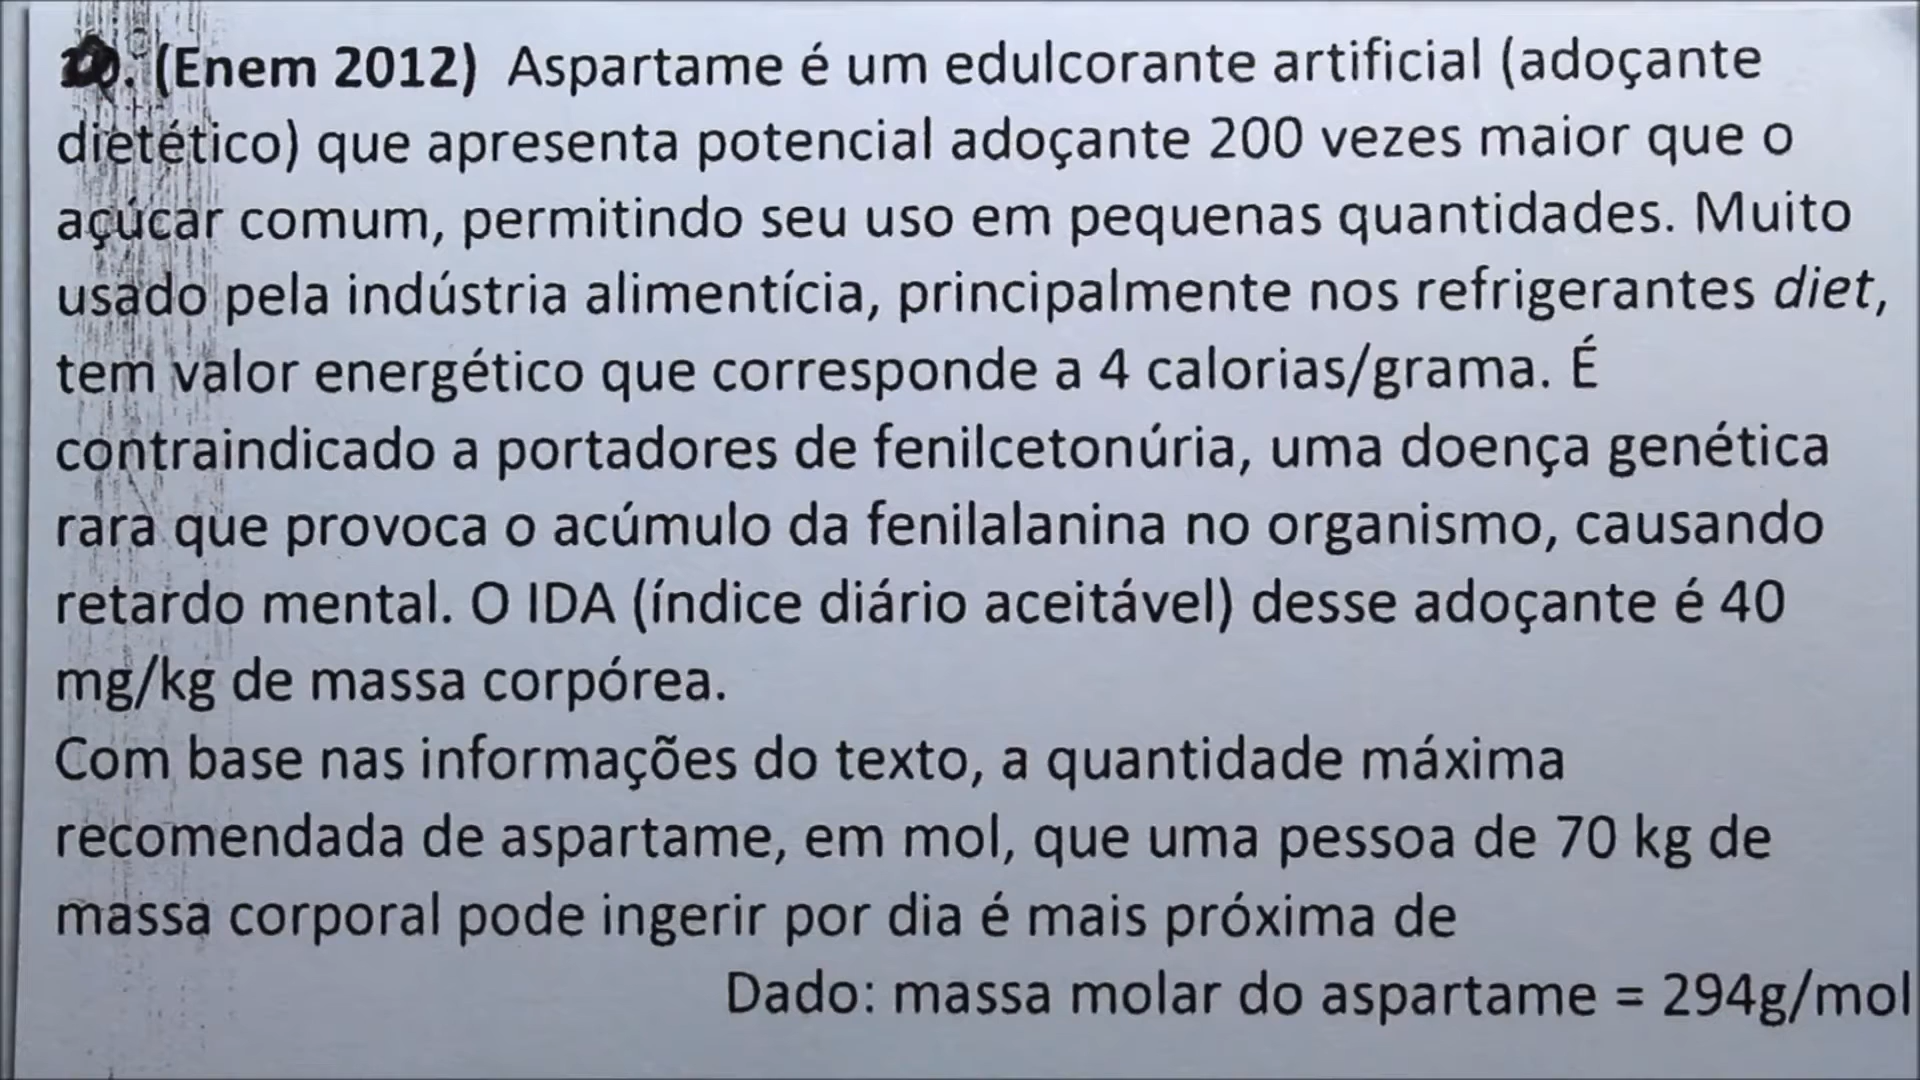 (Enem 2012) Aspartame é um edulcorante artificial (adoçante
dietético) que apresenta potencial adoçante 200 vezes maior que o
açúcar comum, permitindo seu uso em pequenas quantidades. Muito
usado pela indústria alimentícia, principalmente nos refrigerantes diet,
tem valor energético que corresponde a 4 calorias/grama. É
contraindicado a portadores de fenilcetonúria, uma doença genética
rara que provoca o acúmulo da fenilalanina no organismo, causando
retardo mental. O IDA (índice diário aceitável) desse adoçante é 40
mg/kg de massa corpórea.
Com base nas informações do texto, a quantidade máxima
recomendada de aspartame, em mol, que uma pessoa de 70 kg de
massa corporal pode ingerir por dia é mais próxima de
Dado: massa molar do aspartame = 294g/mol